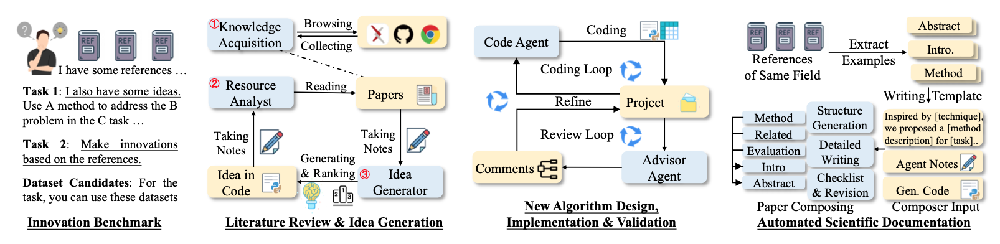 REF
REF
REF
I have some references ...
Task 1: I also have some ideas.
Use A method to address the B
problem in the C task ...
Task 2: Make innovations
based on the references.
Dataset Candidates: For the
task, you can use these datasets
Innovation Benchmark
① Knowledge
Acquisition
Browsing
Collecting
② Resource
Analyst
Reading
Papers
Taking
Notes
Taking
Notes
Generating
& Ranking
Idea in
Code
③ Idea
Generator
2 1 3
Literature Review & Idea Generation
Code Agent
Coding
Coding Loop
Refine
Project
Review Loop
Comments
Advisor
Agent
New Algorithm Design,
Implementation & Validation
REF
REF
REF
References
of Same Field
Extract
Examples
Abstract
Intro.
Method
Writing Template
Method
Related
Evaluation
Intro
Abstract
Structure
Generation
Detailed
Writing
Checklist
& Revision
Inspired by [technique],
we proposed a [method
description] for [task]..
Agent Notes
Gen. Code
Paper Composing
Composer Input
Automated Scientific Documentation